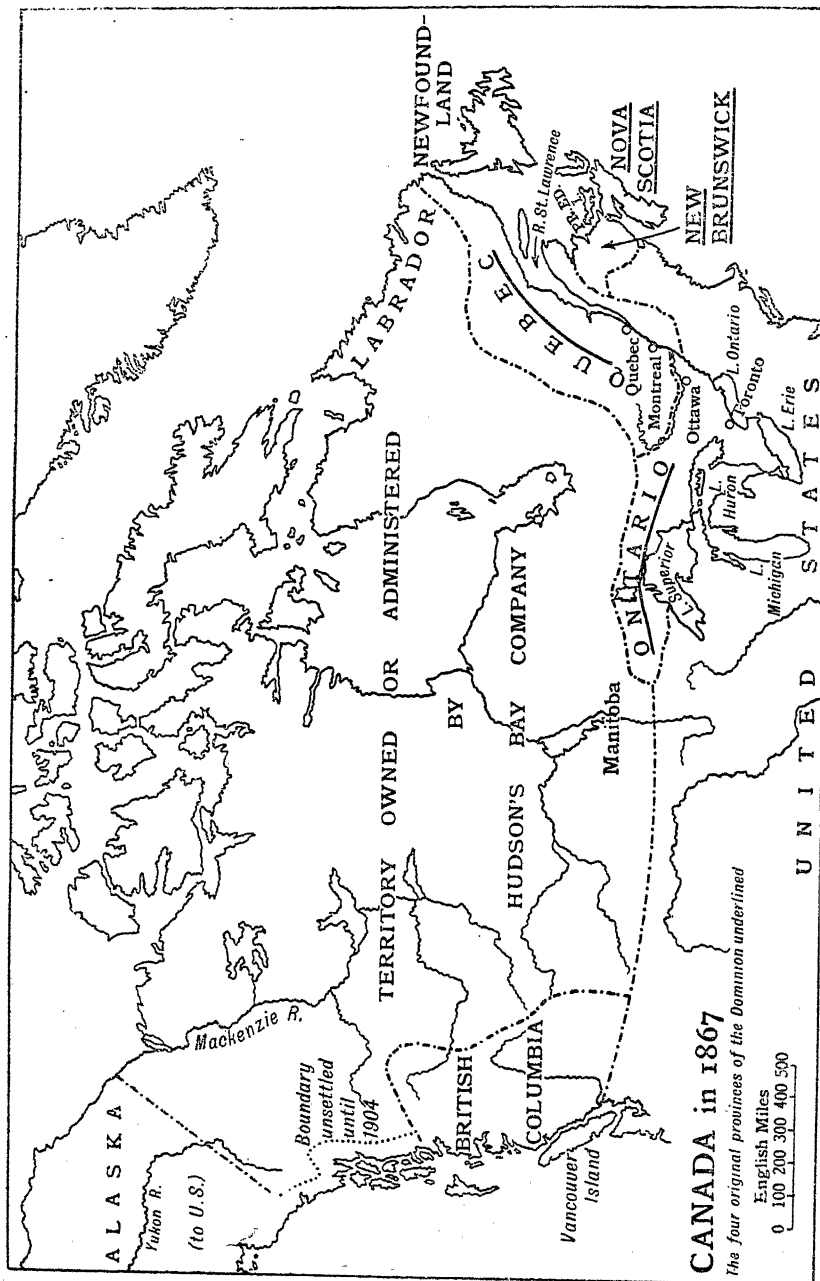 ALASKA
Yukon R.
(to U.S.)
Mackenzie R.
Boundary
unsettled
until
1904
TERRITORY OWNED OR ADMINISTERED
BY
HUDSON'S BAY COMPANY
BRITISH
COLUMBIA
Vancouver
Island
Manitoba
LABRADOR
NEWFOUND-
LAND
QUEBEC
R. St. Lawrence
PR. ED.
NOVA
SCOTIA
NEW
BRUNSWICK
Quebec
Montreal
Ottawa
ONTARIO
L. Superior
L.
Michigan
L.
Huron
Toronto
L. Ontario
L. Erie
UNITED STATES
CANADA in 1867
The four original provinces of the Dominion underlined
English Miles
0 100 200 300 400 500